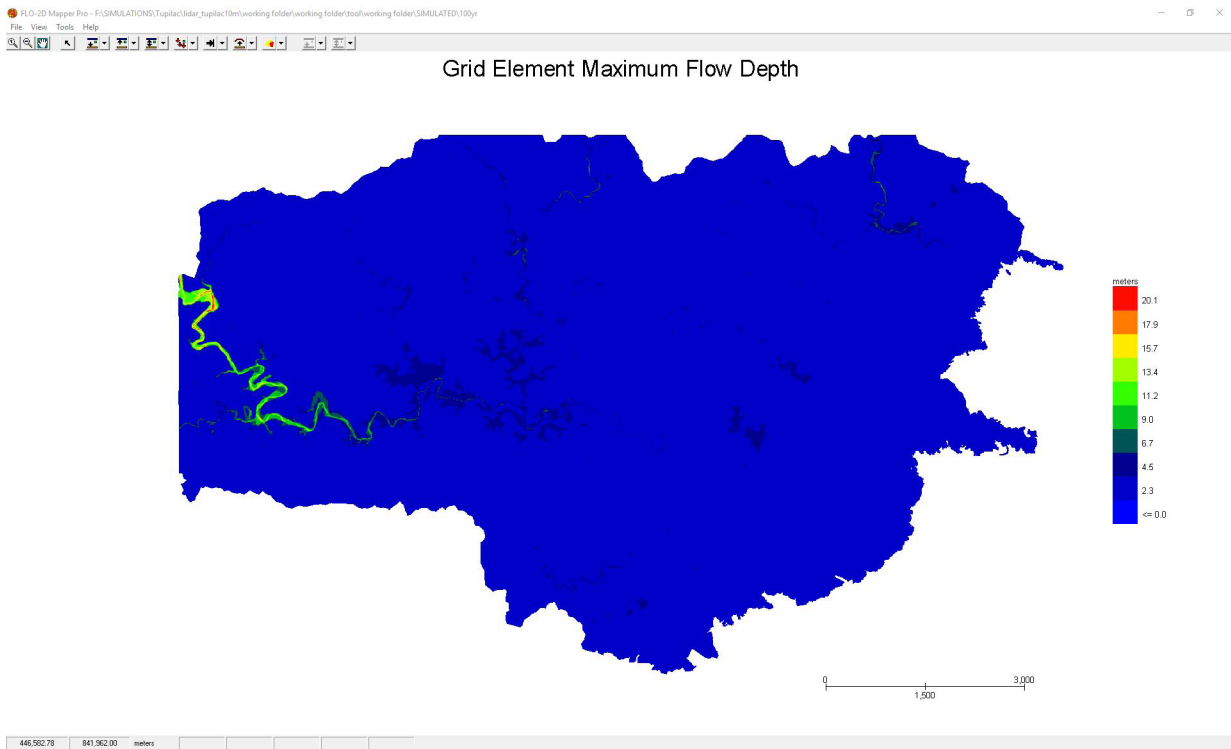 FLO-2D Mapper Pro - F:\SIMULATIONS\Tupilac\lidar_tupilac10m\working folder\working folder\tool\working folder\SIMULATED\100yr
File View Tools Help
Grid Element Maximum Flow Depth
meters
20.1
17.9
15.7
13.4
11.2
9.0
6.7
4.5
2.3
<= 0.0
0 3,000
1,500
446,582.78 841,962.00 meters